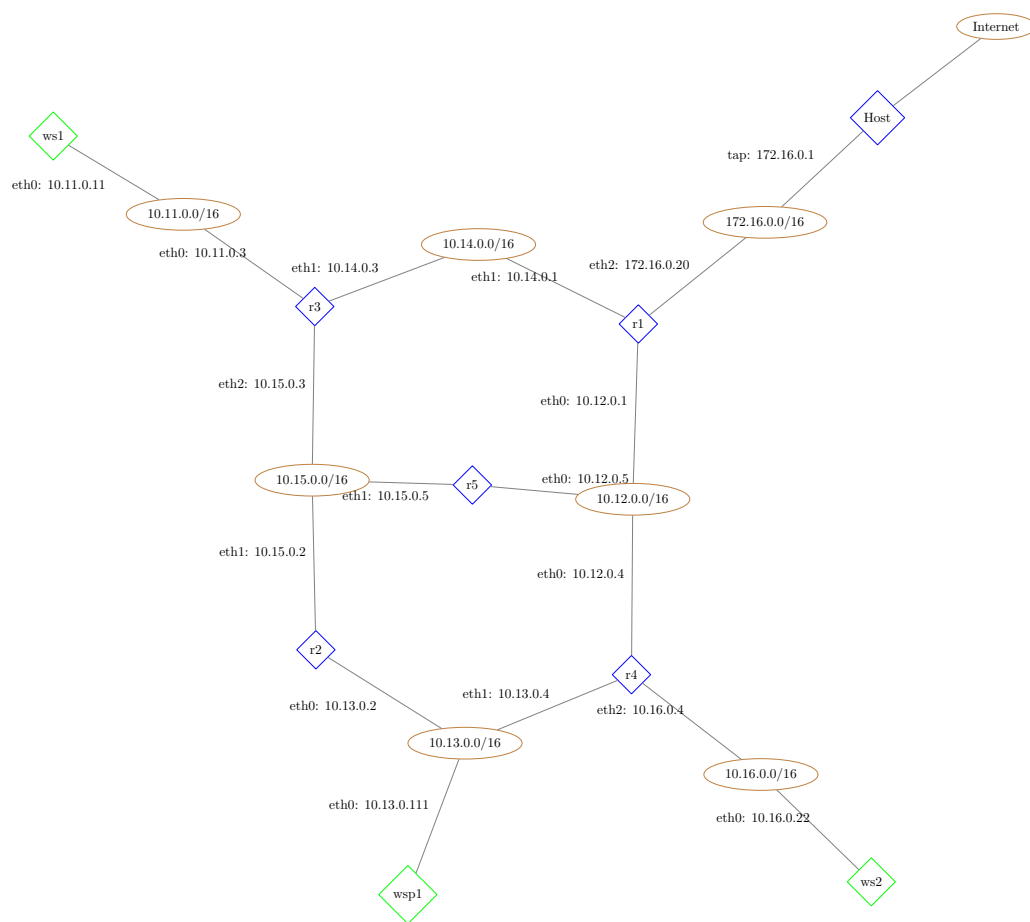 Internet
Host
ws1
tap: 172.16.0.1
eth0: 10.11.0.11
10.11.0.0/16
172.16.0.0/16
10.14.0.0/16
eth0: 10.11.0.3
eth1: 10.14.3
eth2: 172.16.0.20
eth1: 10.14.0.1
r3
r1
eth2: 10.15.0.3
eth0: 10.12.0.1
10.15.0.0/16
eth0: 10.12.0.5
r5
eth1: 10.15.0.5
10.12.0.0/16
eth1: 10.15.0.2
eth0: 10.12.0.4
r2
r4
eth1: 10.13.0.4
eth0: 10.13.0.2
eth2: 10.16.0.4
10.13.0.0/16
10.16.0.0/16
eth0: 10.13.0.111
eth0: 10.16.0.22
ws2
wsp1